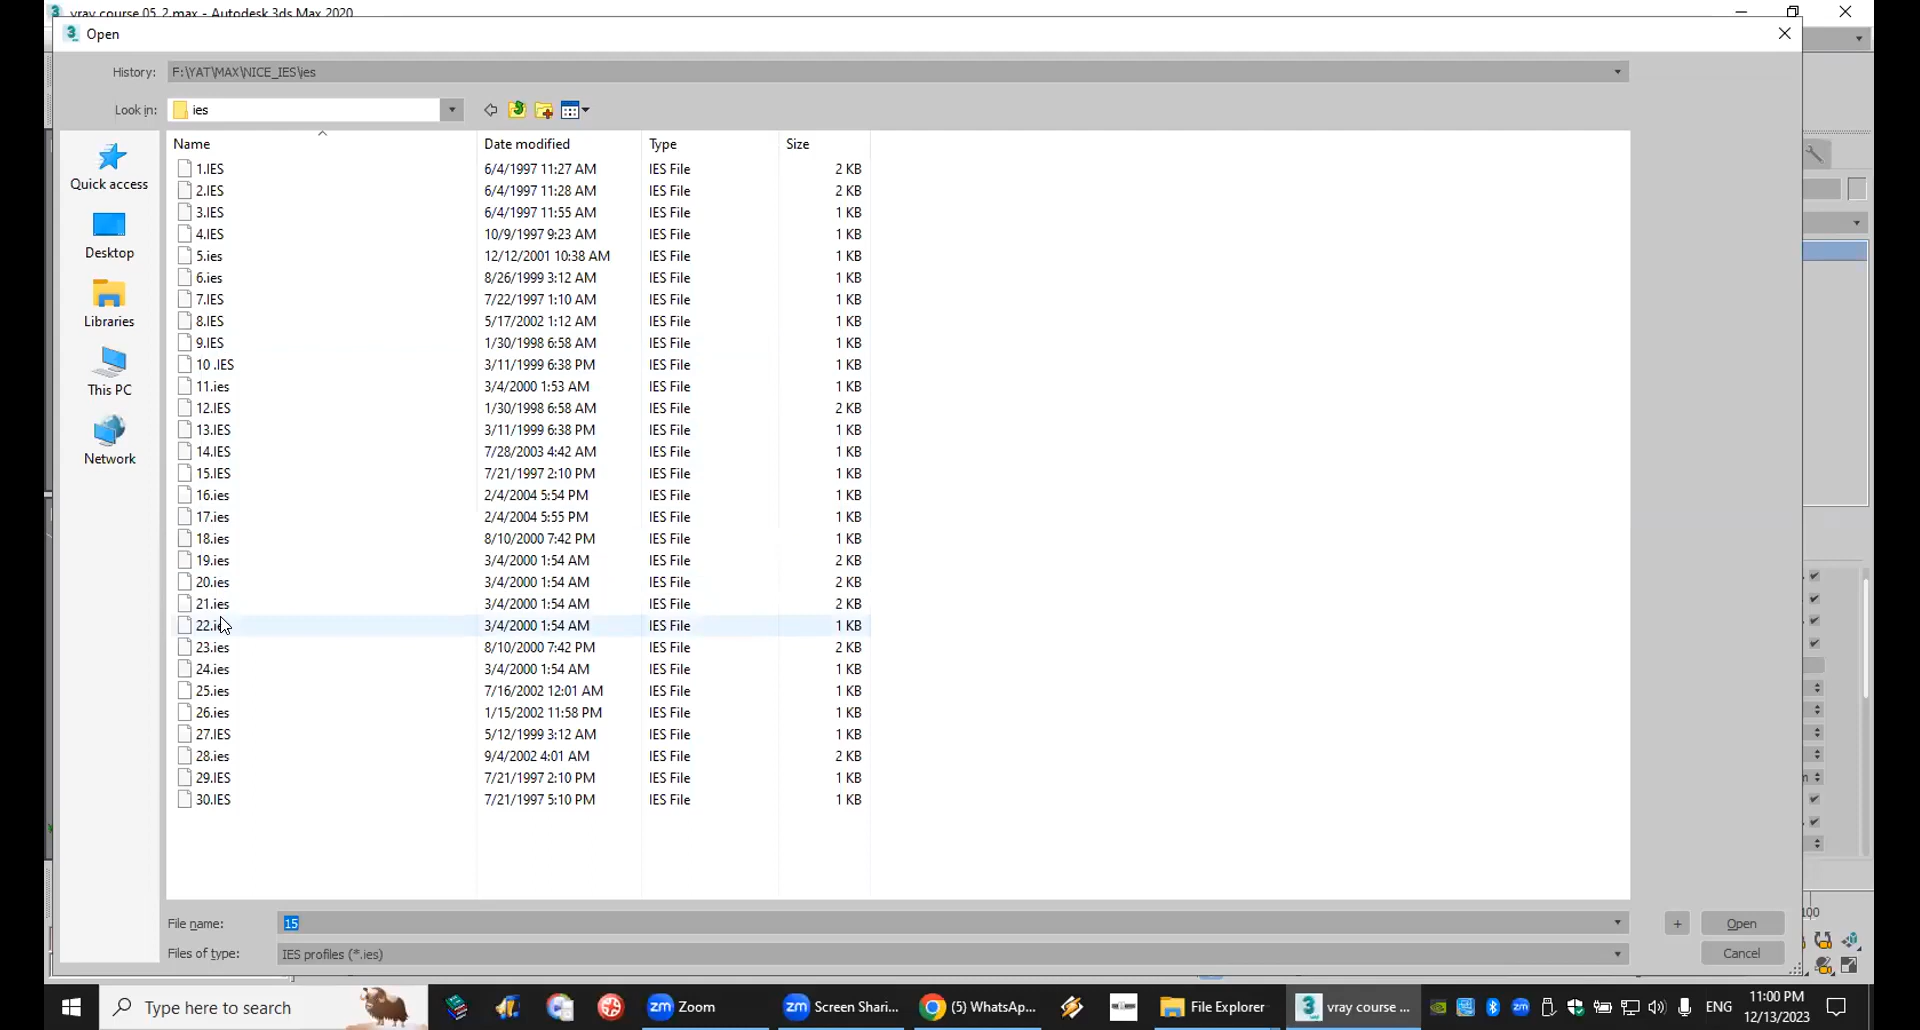 vray course 05_2.max - Autodesk 3ds Max 2020
Open
History: F:\YAT\MAX\NICE_IES\ies
Look in: ies
Name Date modified Type Size
1.IES 6/4/1997 11:27 AM IES File 2 KB
2.IES 6/4/1997 11:28 AM IES File 2 KB
3.IES 6/4/1997 11:55 AM IES File 1 KB
4.IES 10/9/1997 9:23 AM IES File 1 KB
5.ies 12/12/2001 10:38 AM IES File 1 KB
6.ies 8/26/1999 3:12 AM IES File 1 KB
7.IES 7/22/1997 1:10 AM IES File 1 KB
8.IES 5/17/2002 1:12 AM IES File 1 KB
9.IES 1/30/1998 6:58 AM IES File 1 KB
10 .IES 3/11/1999 6:38 PM IES File 1 KB
11.ies 3/4/2000 1:53 AM IES File 1 KB
12.IES 1/30/1998 6:58 AM IES File 2 KB
13.IES 3/11/1999 6:38 PM IES File 1 KB
14.IES 7/28/2003 4:42 AM IES File 1 KB
15.IES 7/21/1997 2:10 PM IES File 1 KB
16.ies 2/4/2004 5:54 PM IES File 1 KB
17.ies 2/4/2004 5:55 PM IES File 1 KB
18.ies 8/10/2000 7:42 PM IES File 1 KB
19.ies 3/4/2000 1:54 AM IES File 2 KB
20.ies 3/4/2000 1:54 AM IES File 2 KB
21.ies 3/4/2000 1:54 AM IES File 2 KB
22.ies 3/4/2000 1:54 AM IES File 1 KB
23.ies 8/10/2000 7:42 PM IES File 2 KB
24.ies 3/4/2000 1:54 AM IES File 1 KB
25.ies 7/16/2002 12:01 AM IES File 1 KB
26.ies 1/15/2002 11:58 PM IES File 1 KB
27.IES 5/12/1999 3:12 AM IES File 1 KB
28.ies 9/4/2002 4:01 AM IES File 2 KB
29.IES 7/21/1997 2:10 PM IES File 1 KB
30.IES 7/21/1997 5:10 PM IES File 1 KB
Quick access
Desktop
Libraries
This PC
Network
File name: 15
+ Open
Files of type: IES profiles (*.ies)
Cancel
100
Type here to search
zm Zoom
zm Screen Shari...
(5) WhatsAp...
File Explorer
3 vray course ...
zm
ENG
11:00 PM
12/13/2023